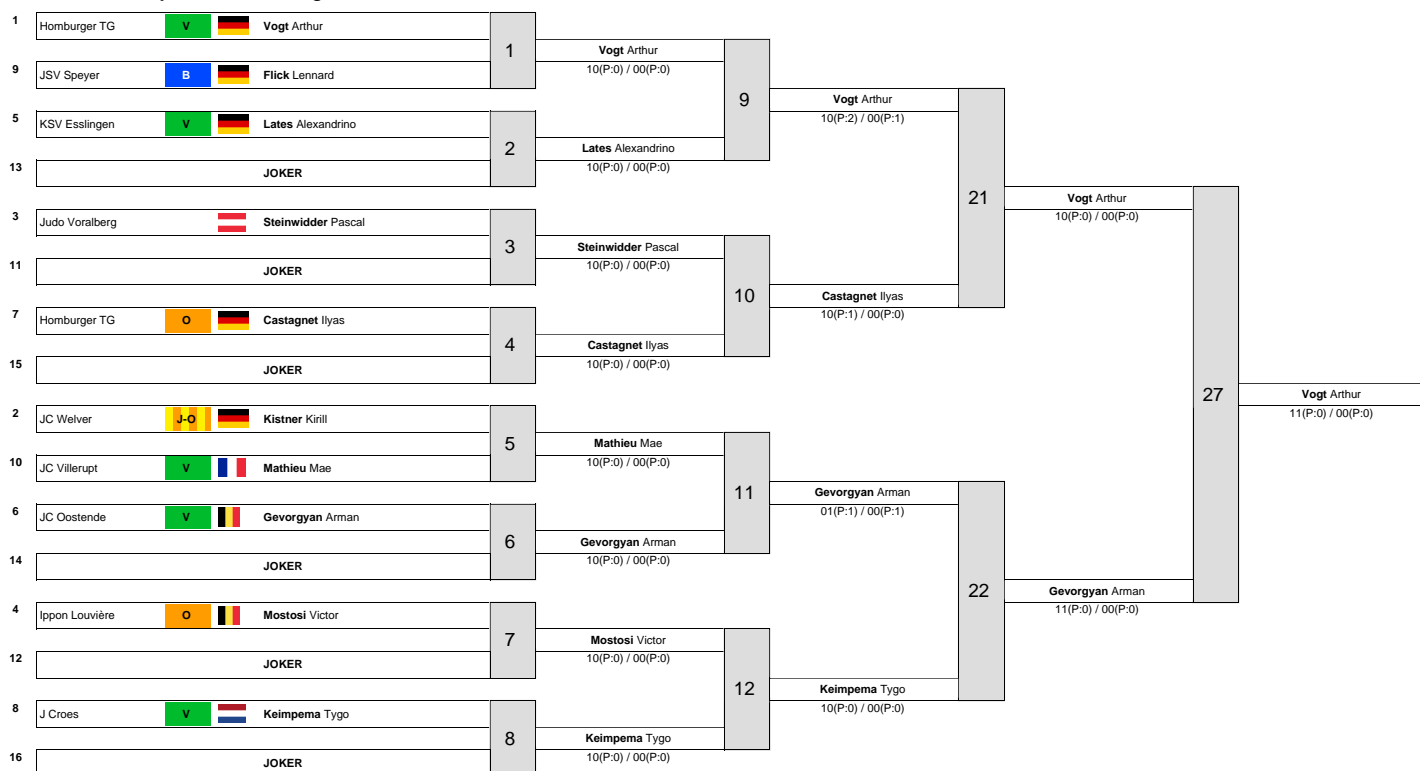 1 Homburger TG V Vogt Arthur
1
Vogt Arthur
10(P:0) / 00(P:0)
9 JSV Speyer B Flick Lennard
9
Vogt Arthur
10(P:2) / 00(P:1)
5 KSV Esslingen V Lates Alexandrino
2
Lates Alexandrino
10(P:0) / 00(P:0)
13 JOKER
21
Vogt Arthur
10(P:0) / 00(P:0)
3 Judo Voralberg Steinwidder Pascal
3
Steinwidder Pascal
10(P:0) / 00(P:0)
11 JOKER
10
Castagnet Ilyas
10(P:1) / 00(P:0)
7 Homburger TG O Castagnet Ilyas
4
Castagnet Ilyas
10(P:0) / 00(P:0)
15 JOKER
27
Vogt Arthur
11(P:0) / 00(P:0)
2 JC Welver J-O Kistner Kirill
5
Mathieu Mae
10(P:0) / 00(P:0)
10 JC Villerupt V Mathieu Mae
11
Gevorgyan Arman
01(P:1) / 00(P:1)
6 JC Oostende V Gevorgyan Arman
6
Gevorgyan Arman
10(P:0) / 00(P:0)
14 JOKER
22
Gevorgyan Arman
11(P:0) / 00(P:0)
4 Ippon Louvière O Mostosi Victor
7
Mostosi Victor
10(P:0) / 00(P:0)
12 JOKER
12
Keimpema Tygo
10(P:0) / 00(P:0)
8 J Croes V Keimpema Tygo
8
Keimpema Tygo
10(P:0) / 00(P:0)
16 JOKER